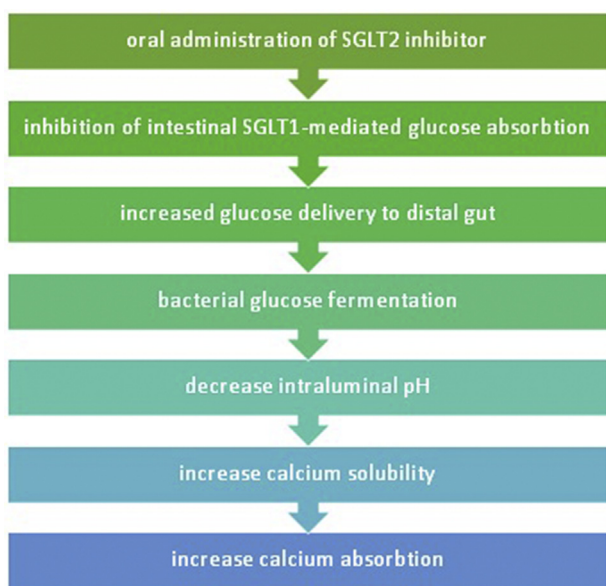 oral administration of SGLT2 inhibitor
inhibition of intestinal SGLT1-mediated glucose absorbtion
increased glucose delivery to distal gut
bacterial glucose fermentation
decrease intraluminal pH
increase calcium solubility
increase calcium absorbtion